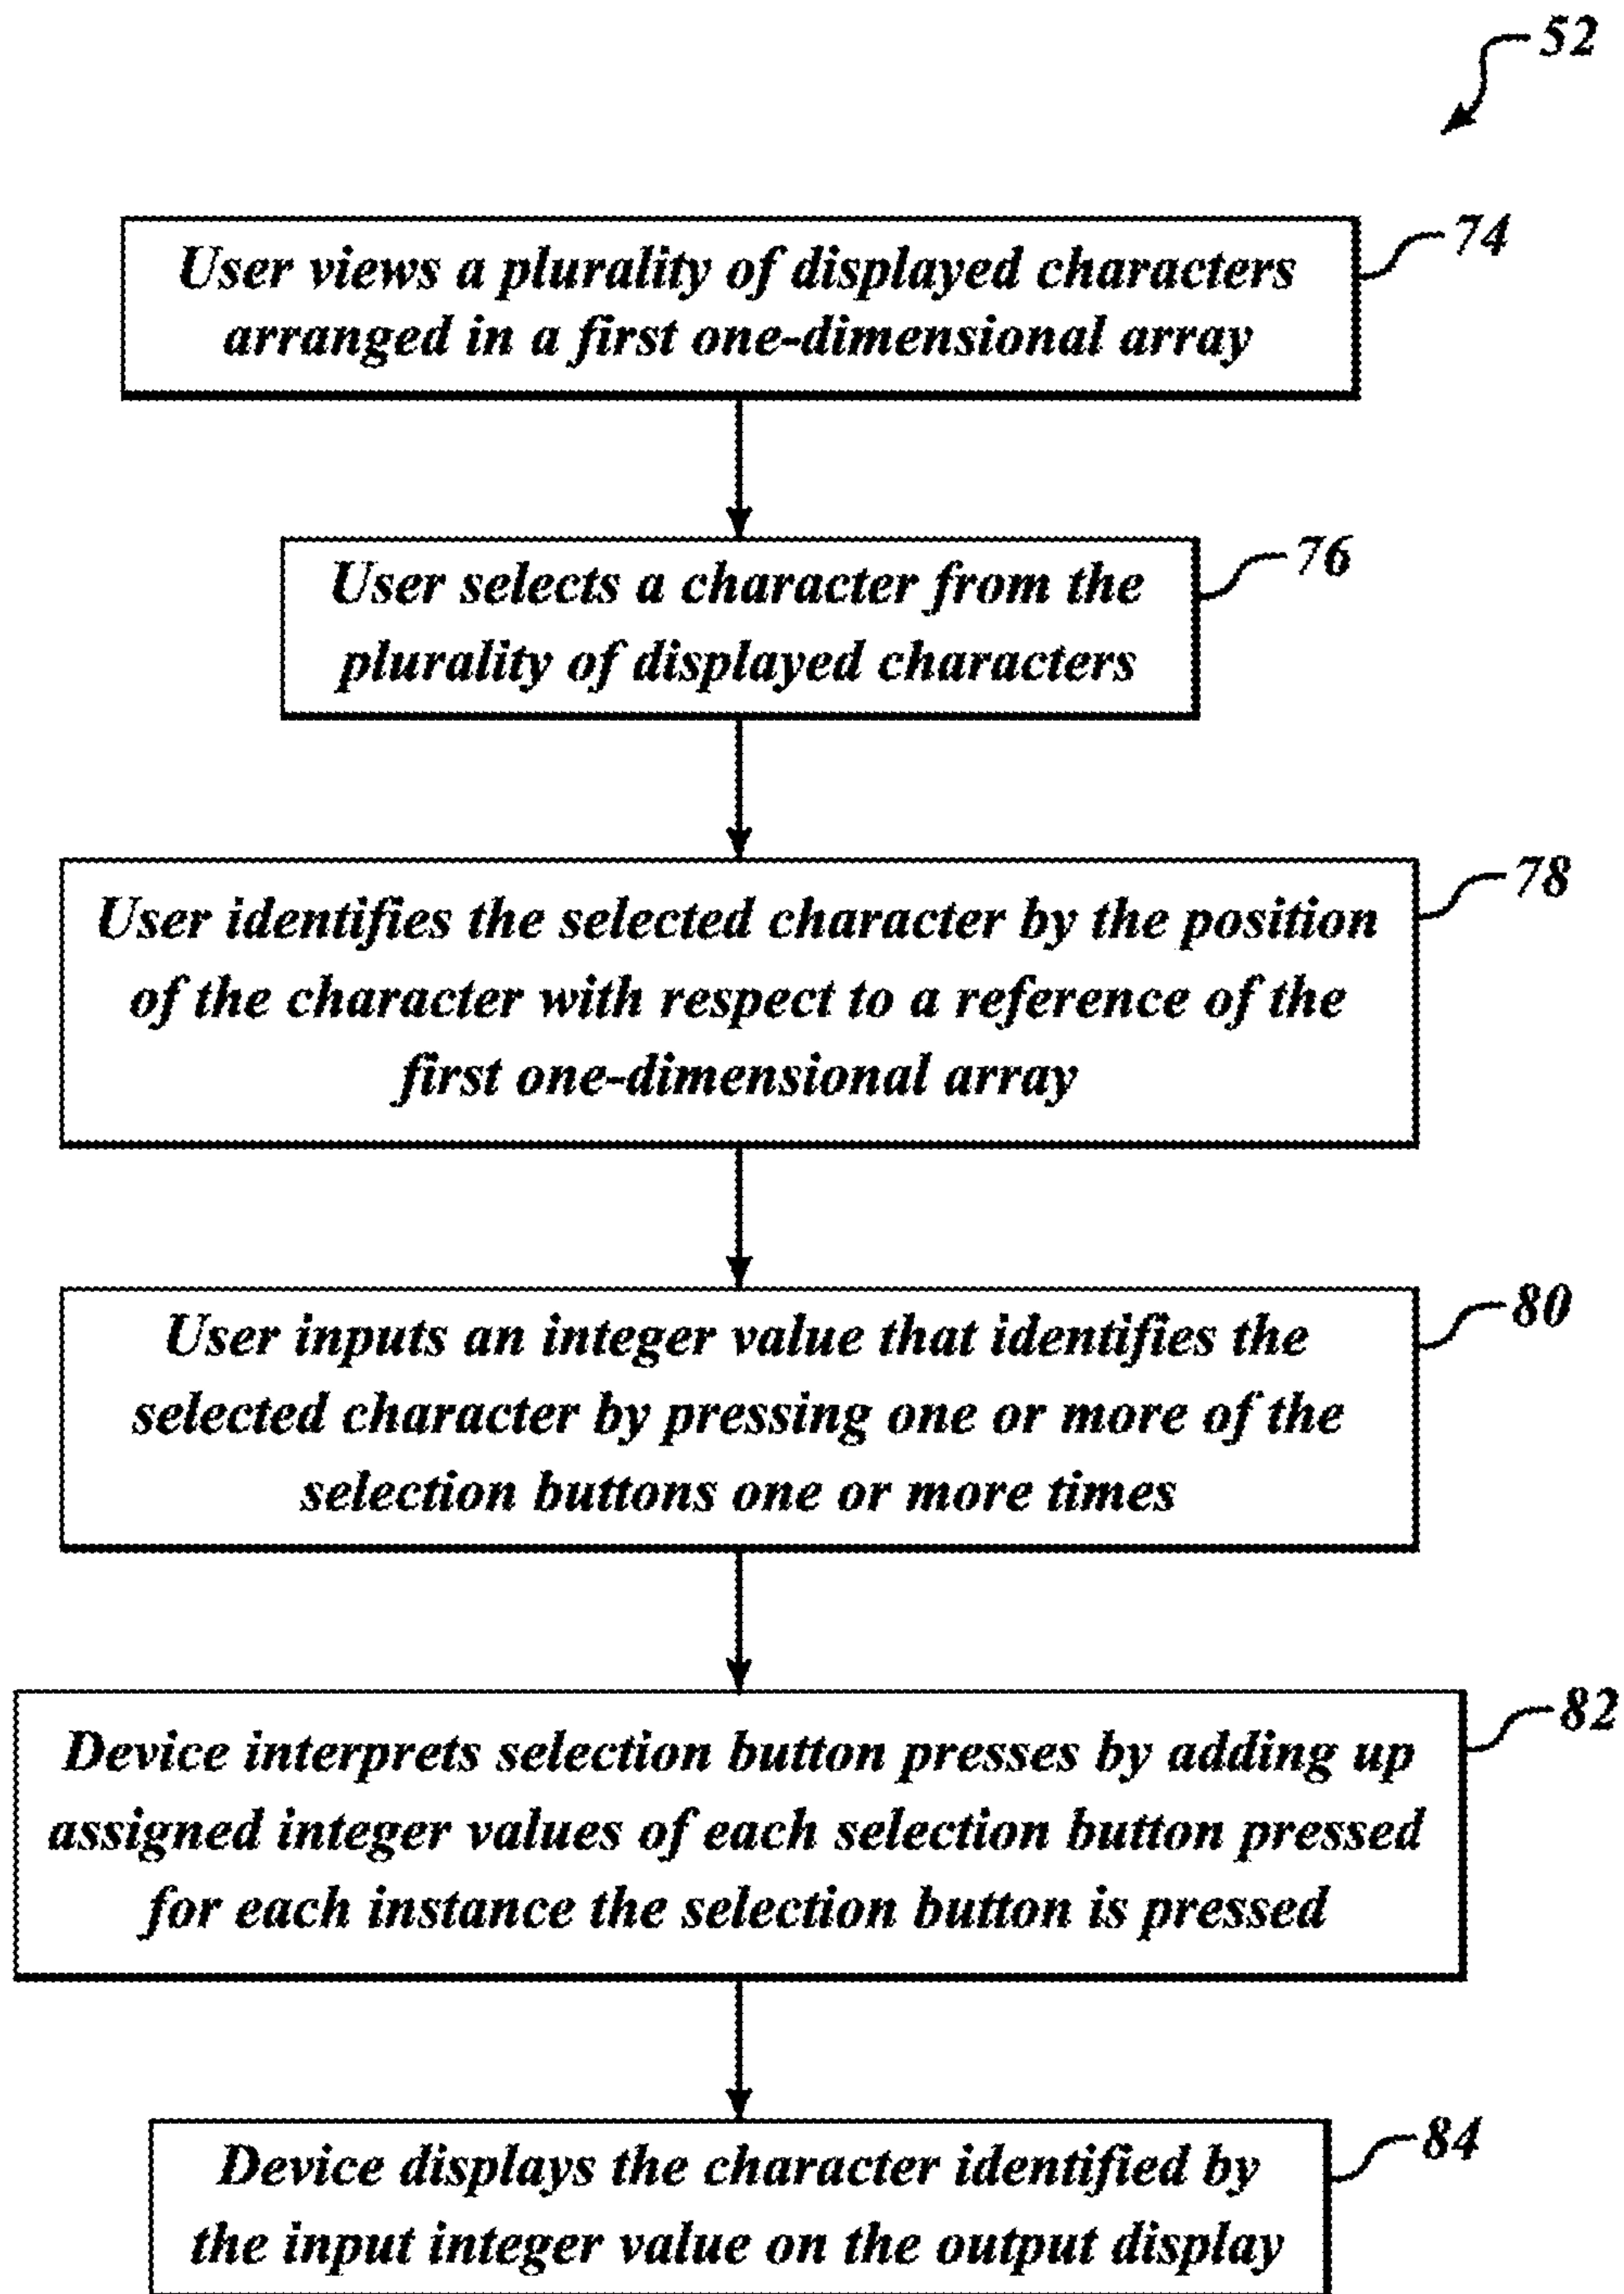 52
User views a plurality of displayed characters
arranged in a first one-dimensional array
74
User selects a character from the
plurality of displayed characters
76
User identifies the selected character by the position
of the character with respect to a reference of the
first one-dimensional array
78
User inputs an integer value that identifies the
selected character by pressing one or more of the
selection buttons one or more times
80
Device interprets selection button presses by adding up
assigned integer values of each selection button pressed
for each instance the selection button is pressed
82
Device displays the character identified by
the input integer value on the output display
84